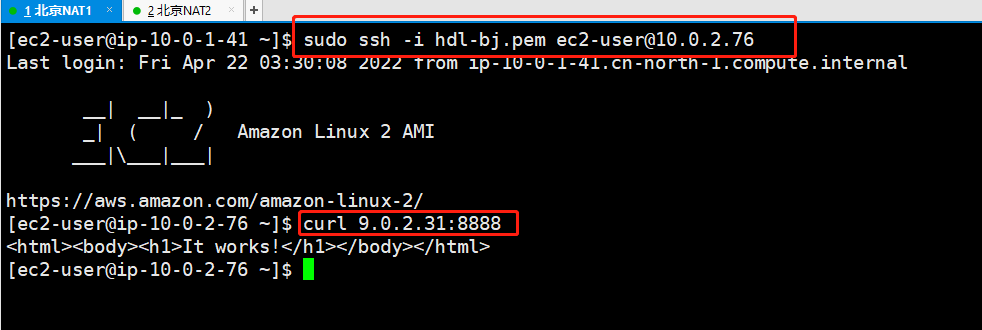 1 北京NAT1 × 2 北京NAT2 × +
[ec2-user@ip-10-0-1-41 ~]$ sudo ssh -i hdl-bj.pem ec2-user@10.0.2.76
Last login: Fri Apr 22 03:30:08 2022 from ip-10-0-1-41.cn-north-1.compute.internal
       __|  __|_  )
       _|  (     /   Amazon Linux 2 AMI
      ___|\___|___|
https://aws.amazon.com/amazon-linux-2/
[ec2-user@ip-10-0-2-76 ~]$ curl 9.0.2.31:8888
<html><body><h1>It works!</h1></body></html>
[ec2-user@ip-10-0-2-76 ~]$